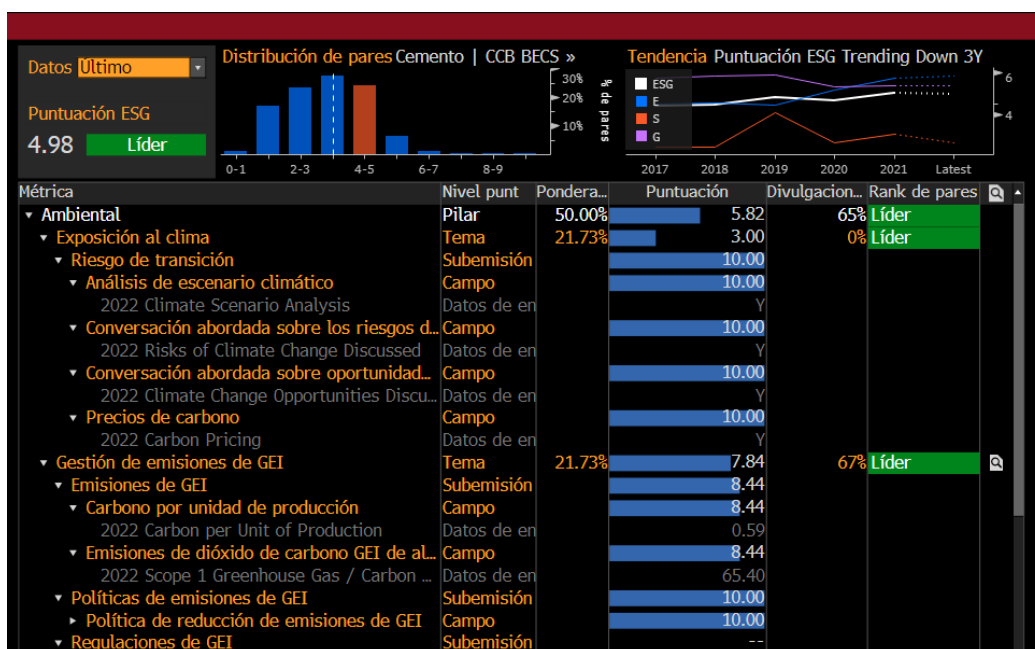 Datos Último
Distribución de pares Cemento | CCB BECS »
Tendencia Puntuación ESG Trending Down 3Y
30%
20%
10%
% de pares
ESG
E
S
G
6
4
Puntuación ESG
4.98 Líder
0-1 2-3 4-5 6-7 8-9
2017 2018 2019 2020 2021 Latest
Métrica Nivel punt Pondera... Puntuación Divulgacion... Rank de pares
Ambiental Pilar 50.00% 5.82 65% Líder
Exposición al clima Tema 21.73% 3.00 0% Líder
Riesgo de transición Subemisión 10.00
Análisis de escenario climático Campo 10.00
2022 Climate Scenario Analysis Datos de en Y
Conversación abordada sobre los riesgos d... Campo 10.00
2022 Risks of Climate Change Discussed Datos de en Y
Conversación abordada sobre oportunidad... Campo 10.00
2022 Climate Change Opportunities Discu... Datos de en Y
Precios de carbono Campo 10.00
2022 Carbon Pricing Datos de en Y
Gestión de emisiones de GEI Tema 21.73% 7.84 67% Líder
Emisiones de GEI Subemisión 8.44
Carbono por unidad de producción Campo 8.44
2022 Carbon per Unit of Production Datos de en 0.59
Emisiones de dióxido de carbono GEI de al... Campo 8.44
2022 Scope 1 Greenhouse Gas / Carbon ... Datos de en 65.40
Políticas de emisiones de GEI Subemisión 10.00
Política de reducción de emisiones de GEI Campo 10.00
Regulaciones de GEI Subemisión --